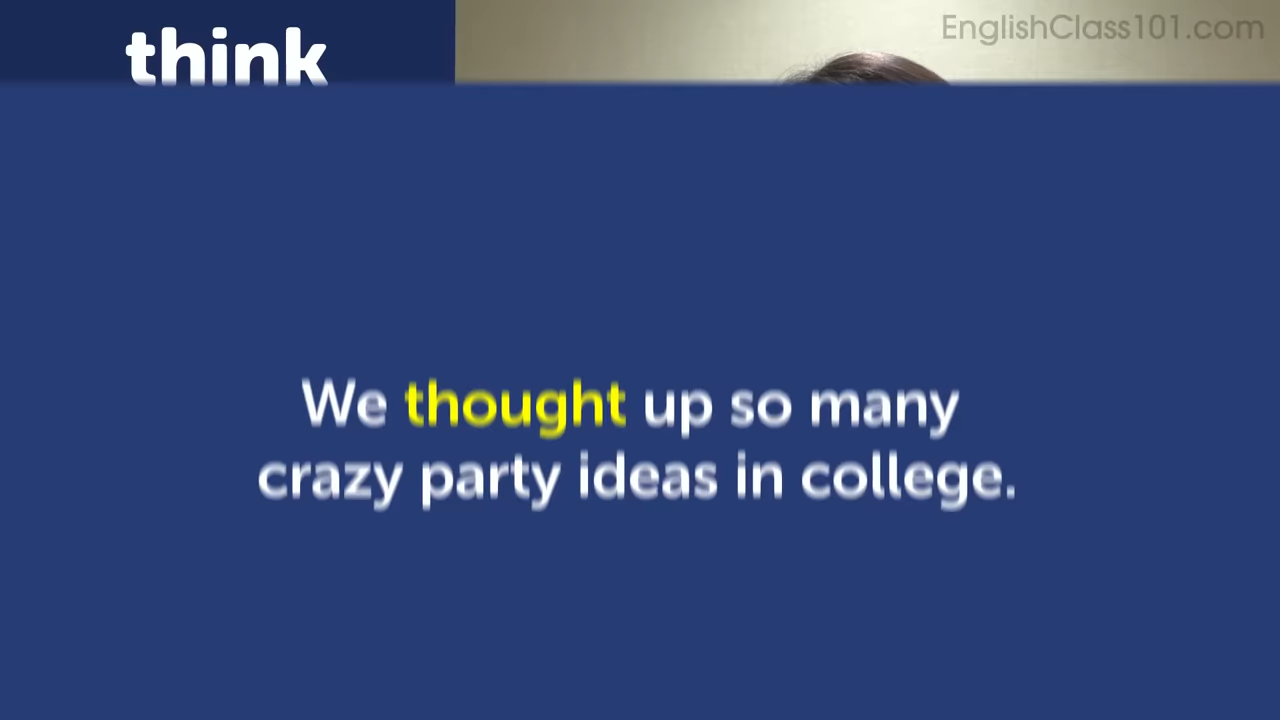 think
EnglishClass101.com
We thought up so many
crazy party ideas in college.